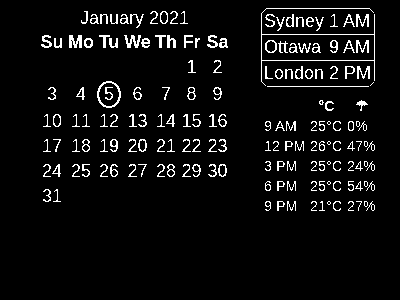 January 2021
Su Mo Tu We Th Fr Sa
1 2
3 4 5 6 7 8 9
10 11 12 13 14 15 16
17 18 19 20 21 22 23
24 25 26 27 28 29 30
31
Sydney 1 AM
Ottawa 9 AM
London 2 PM
°C ☂
9 AM 25°C 0%
12 PM 26°C 47%
3 PM 25°C 24%
6 PM 25°C 54%
9 PM 21°C 27%